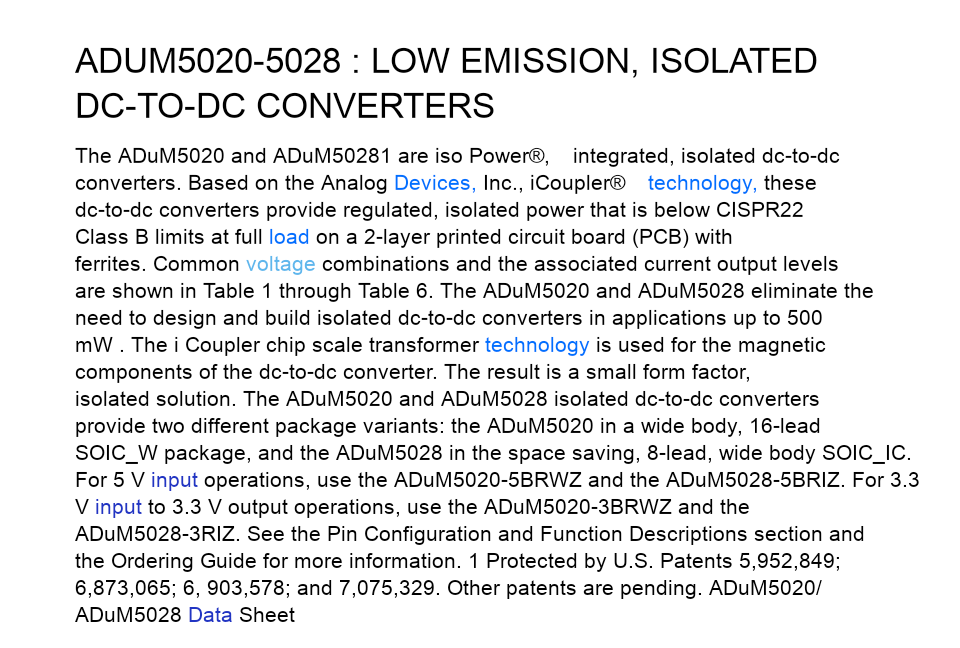 ADUM5020-5028 : LOW EMISSION, ISOLATED
DC-TO-DC CONVERTERS
The ADuM5020 and ADuM50281 are iso Power®, integrated, isolated dc-to-dc
converters. Based on the Analog Devices, Inc., iCoupler® technology, these
dc-to-dc converters provide regulated, isolated power that is below CISPR22
Class B limits at full load on a 2-layer printed circuit board (PCB) with
ferrites. Common voltage combinations and the associated current output levels
are shown in Table 1 through Table 6. The ADuM5020 and ADuM5028 eliminate the
need to design and build isolated dc-to-dc converters in applications up to 500
mW . The i Coupler chip scale transformer technology is used for the magnetic
components of the dc-to-dc converter. The result is a small form factor,
isolated solution. The ADuM5020 and ADuM5028 isolated dc-to-dc converters
provide two different package variants: the ADuM5020 in a wide body, 16-lead
SOIC_W package, and the ADuM5028 in the space saving, 8-lead, wide body SOIC_IC.
For 5 V input operations, use the ADuM5020-5BRWZ and the ADuM5028-5BRIZ. For 3.3
V input to 3.3 V output operations, use the ADuM5020-3BRWZ and the
ADuM5028-3RIZ. See the Pin Configuration and Function Descriptions section and
the Ordering Guide for more information. 1 Protected by U.S. Patents 5,952,849;
6,873,065; 6, 903,578; and 7,075,329. Other patents are pending. ADuM5020/
ADuM5028 Data Sheet